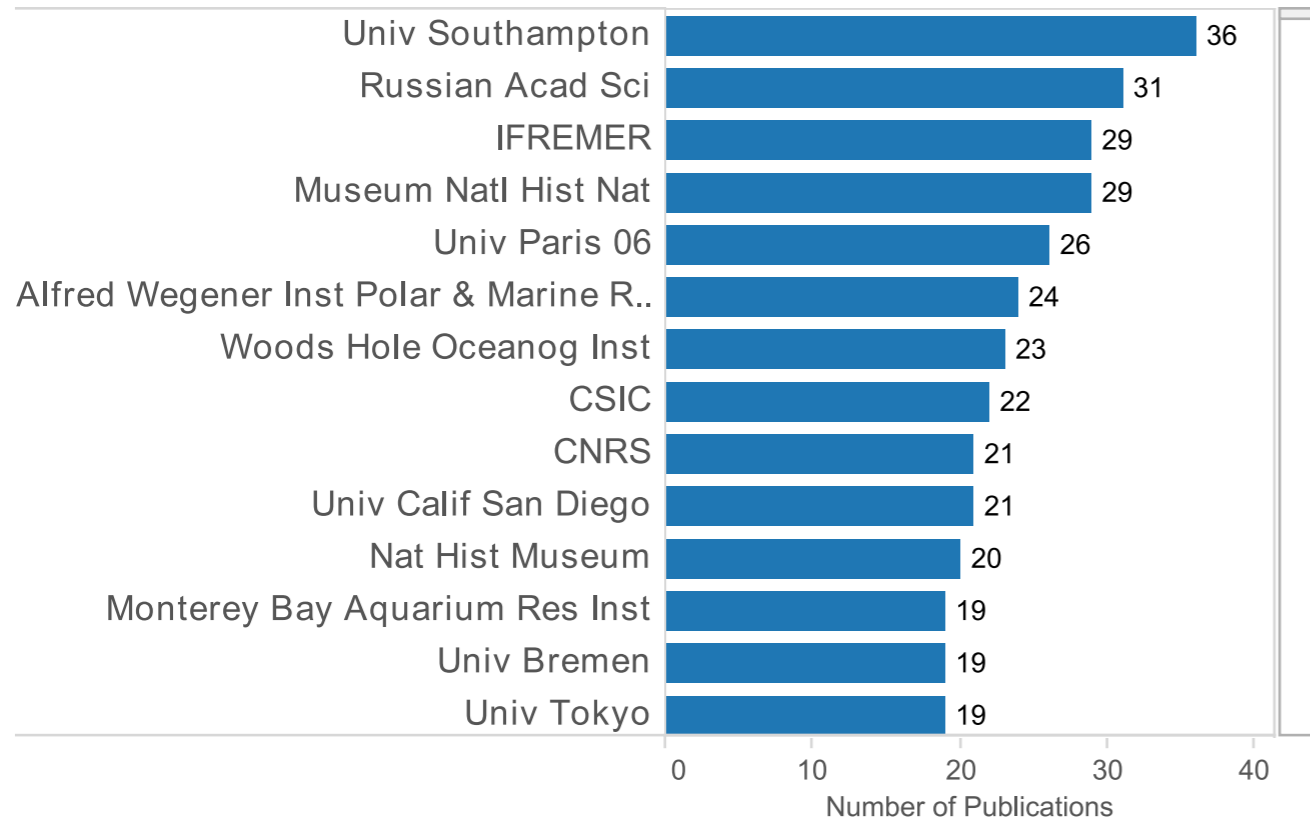 Univ Southampton 36
Russian Acad Sci 31
IFREMER 29
Museum Natl Hist Nat 29
Univ Paris 06 26
Alfred Wegener Inst Polar & Marine R.. 24
Woods Hole Oceanog Inst 23
CSIC 22
CNRS 21
Univ Calif San Diego 21
Nat Hist Museum 20
Monterey Bay Aquarium Res Inst 19
Univ Bremen 19
Univ Tokyo 19
0 10 20 30 40
Number of Publications